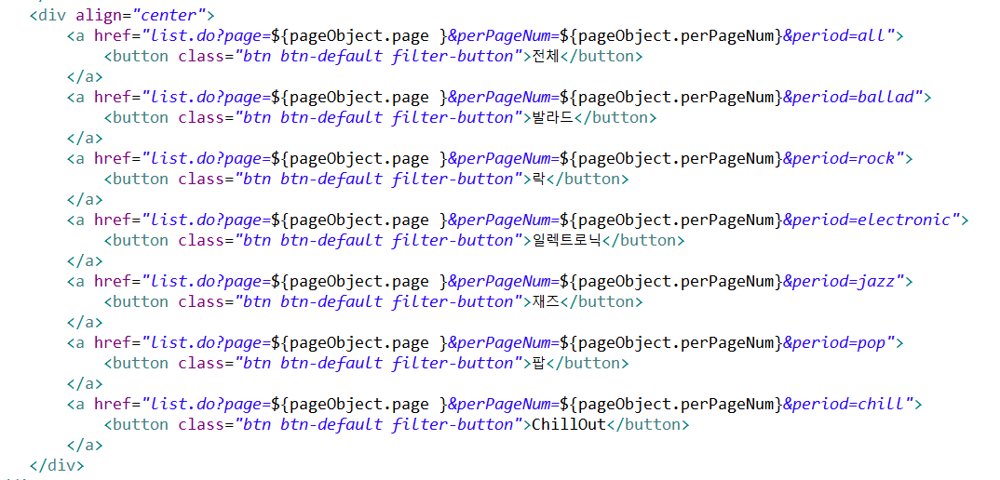 <div align="center">
<a href="list.do?page=${pageObject.page }&perPageNum=${pageObject.perPageNum}&period=all">
<button class="btn btn-default filter-button">전체</button>
</a>
<a href="list.do?page=${pageObject.page }&perPageNum=${pageObject.perPageNum}&period=ballad">
<button class="btn btn-default filter-button">발라드</button>
</a>
<a href="list.do?page=${pageObject.page }&perPageNum=${pageObject.perPageNum}&period=rock">
<button class="btn btn-default filter-button">락</button>
</a>
<a href="list.do?page=${pageObject.page }&perPageNum=${pageObject.perPageNum}&period=electronic">
<button class="btn btn-default filter-button">일렉트로닉</button>
</a>
<a href="list.do?page=${pageObject.page }&perPageNum=${pageObject.perPageNum}&period=jazz">
<button class="btn btn-default filter-button">재즈</button>
</a>
<a href="list.do?page=${pageObject.page }&perPageNum=${pageObject.perPageNum}&period=pop">
<button class="btn btn-default filter-button">팝</button>
</a>
<a href="list.do?page=${pageObject.page }&perPageNum=${pageObject.perPageNum}&period=chill">
<button class="btn btn-default filter-button">ChillOut</button>
</a>
</div>